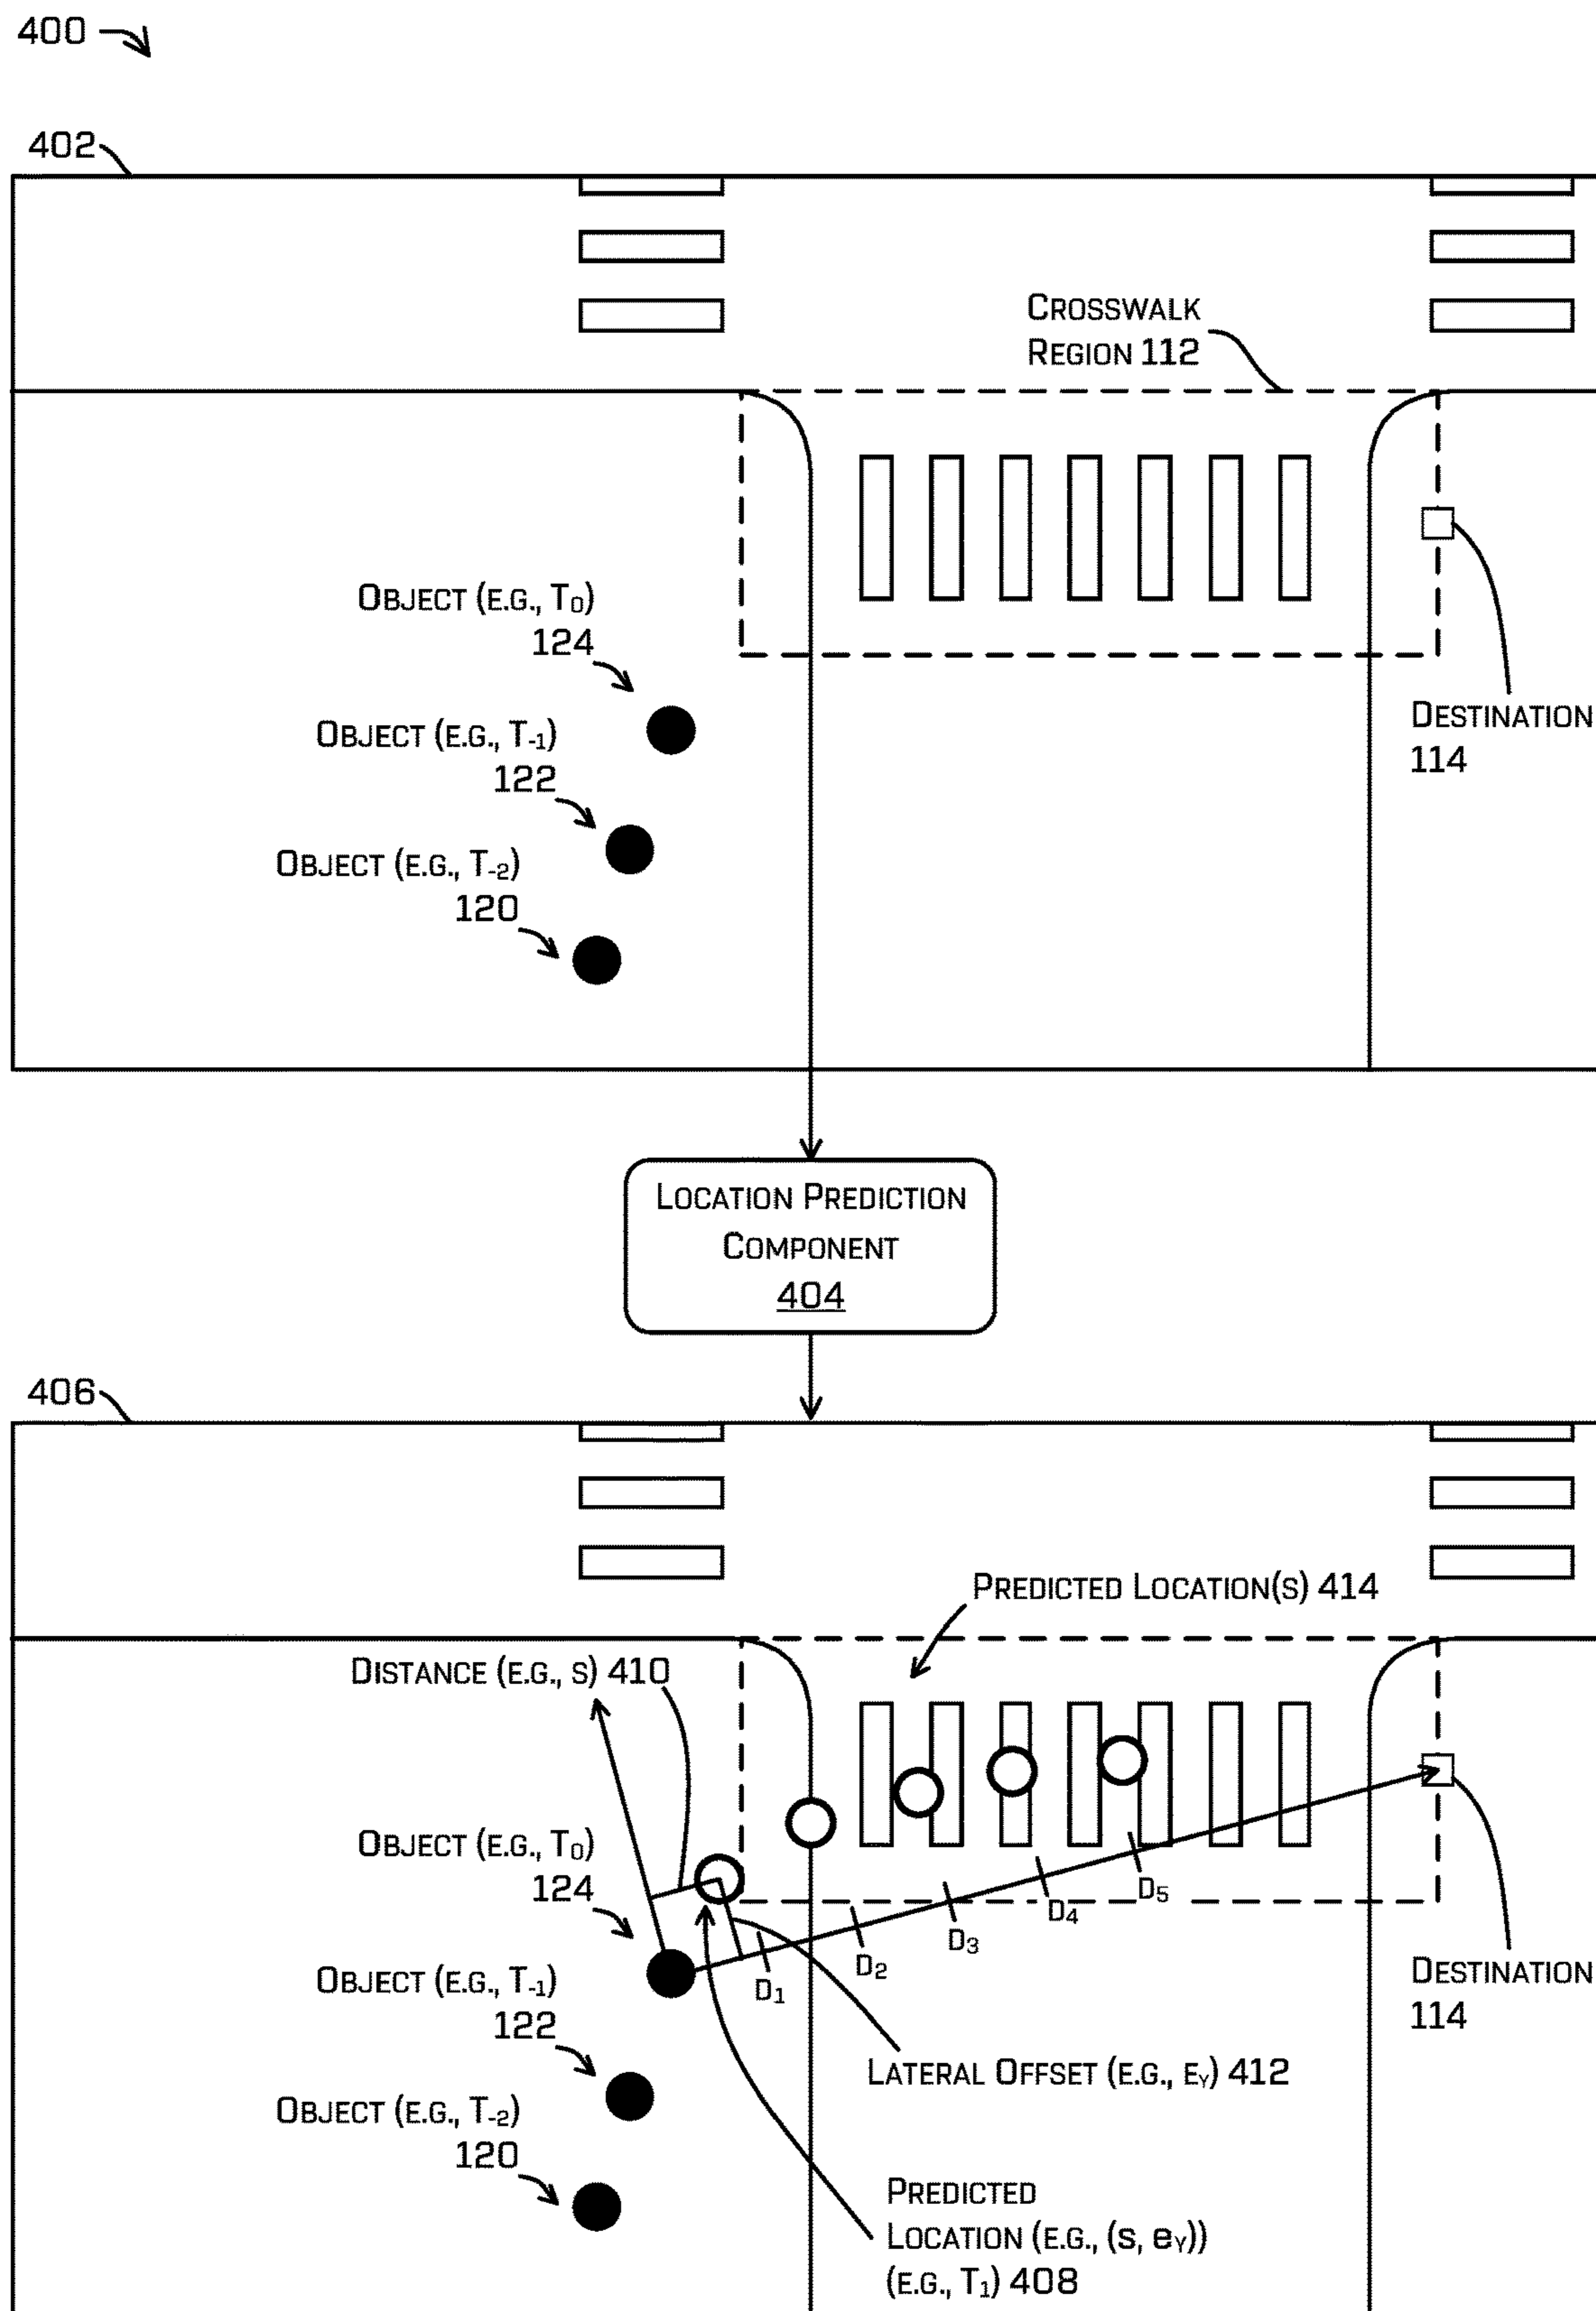 400
402
CROSSWALK
REGION 112
OBJECT (E.G., T0)
124
OBJECT (E.G., T-1)
122
OBJECT (E.G., T-2)
120
DESTINATION
114
LOCATION PREDICTION
COMPONENT
404
406
PREDICTED LOCATION(S) 414
DISTANCE (E.G., S) 410
OBJECT (E.G., T0)
124
D1
D2
D3
D4
D5
OBJECT (E.G., T-1)
122
DESTINATION
114
LATERAL OFFSET (E.G., EY) 412
OBJECT (E.G., T-2)
120
PREDICTED
LOCATION (E.G., (s, eY))
(E.G., T1) 408